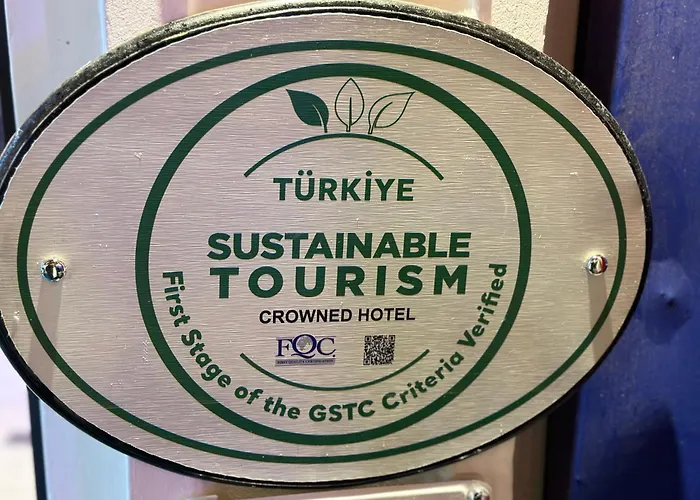 TÜRKİYE
SUSTAINABLE
TOURISM
CROWNED HOTEL
FQC
First Stage of the GSTC Criteria Verified